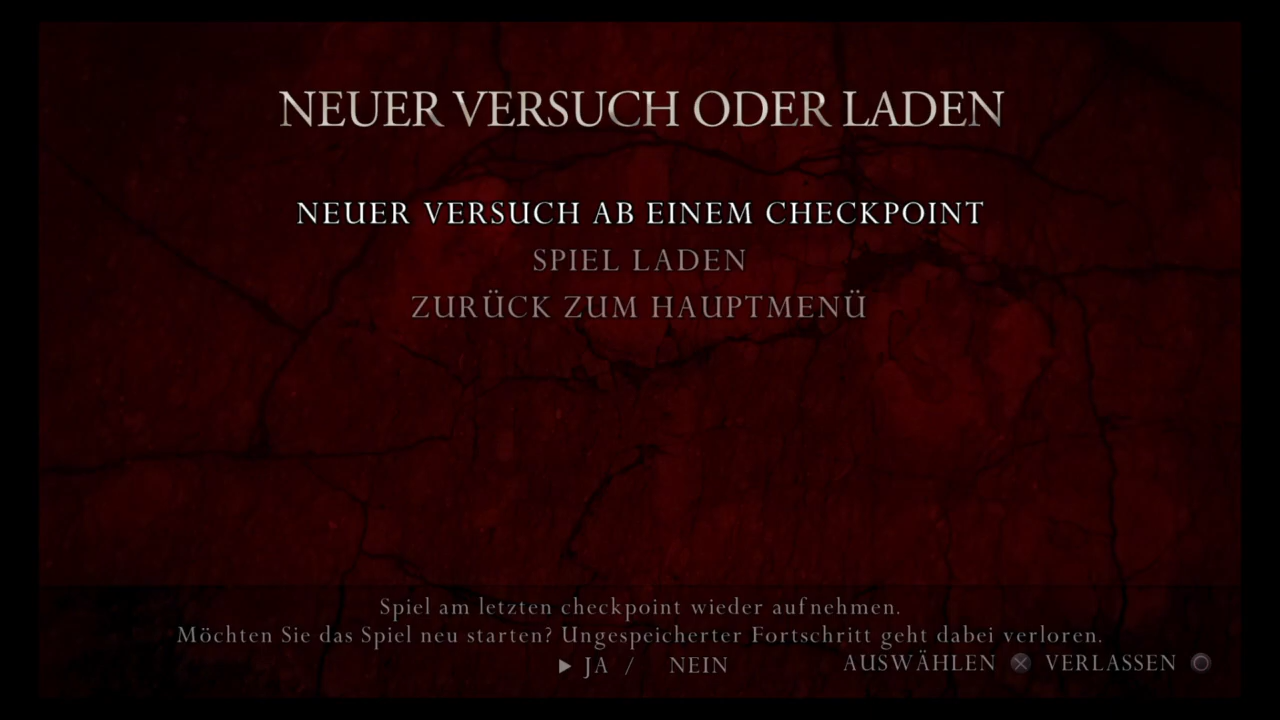 NEUER VERSUCH ODER LADEN
NEUER VERSUCH AB EINEM CHECKPOINT
SPIEL LADEN
ZURÜCK ZUM HAUPTMENÜ
Spiel am letzten checkpoint wieder aufnehmen.
Möchten Sie das Spiel neu starten? Ungespeicherter Fortschritt geht dabei verloren.
▶ JA / NEIN AUSWÄHLEN VERLASSEN